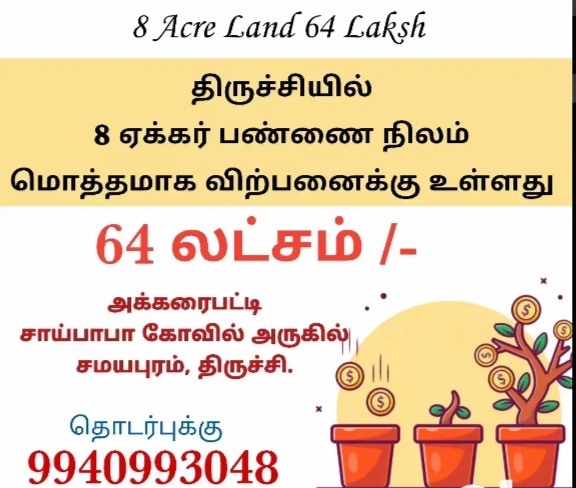 8 Acre Land 64 Laksh
திருச்சியில்
8 ஏக்கர் பண்ணை நிலம்
மொத்தமாக விற்பனைக்கு உள்ளது
64 லட்சம் /-
அக்கரைபட்டி
சாய்பாபா கோவில் அருகில்
சமயபுரம், திருச்சி.
தொடர்புக்கு
9940993048